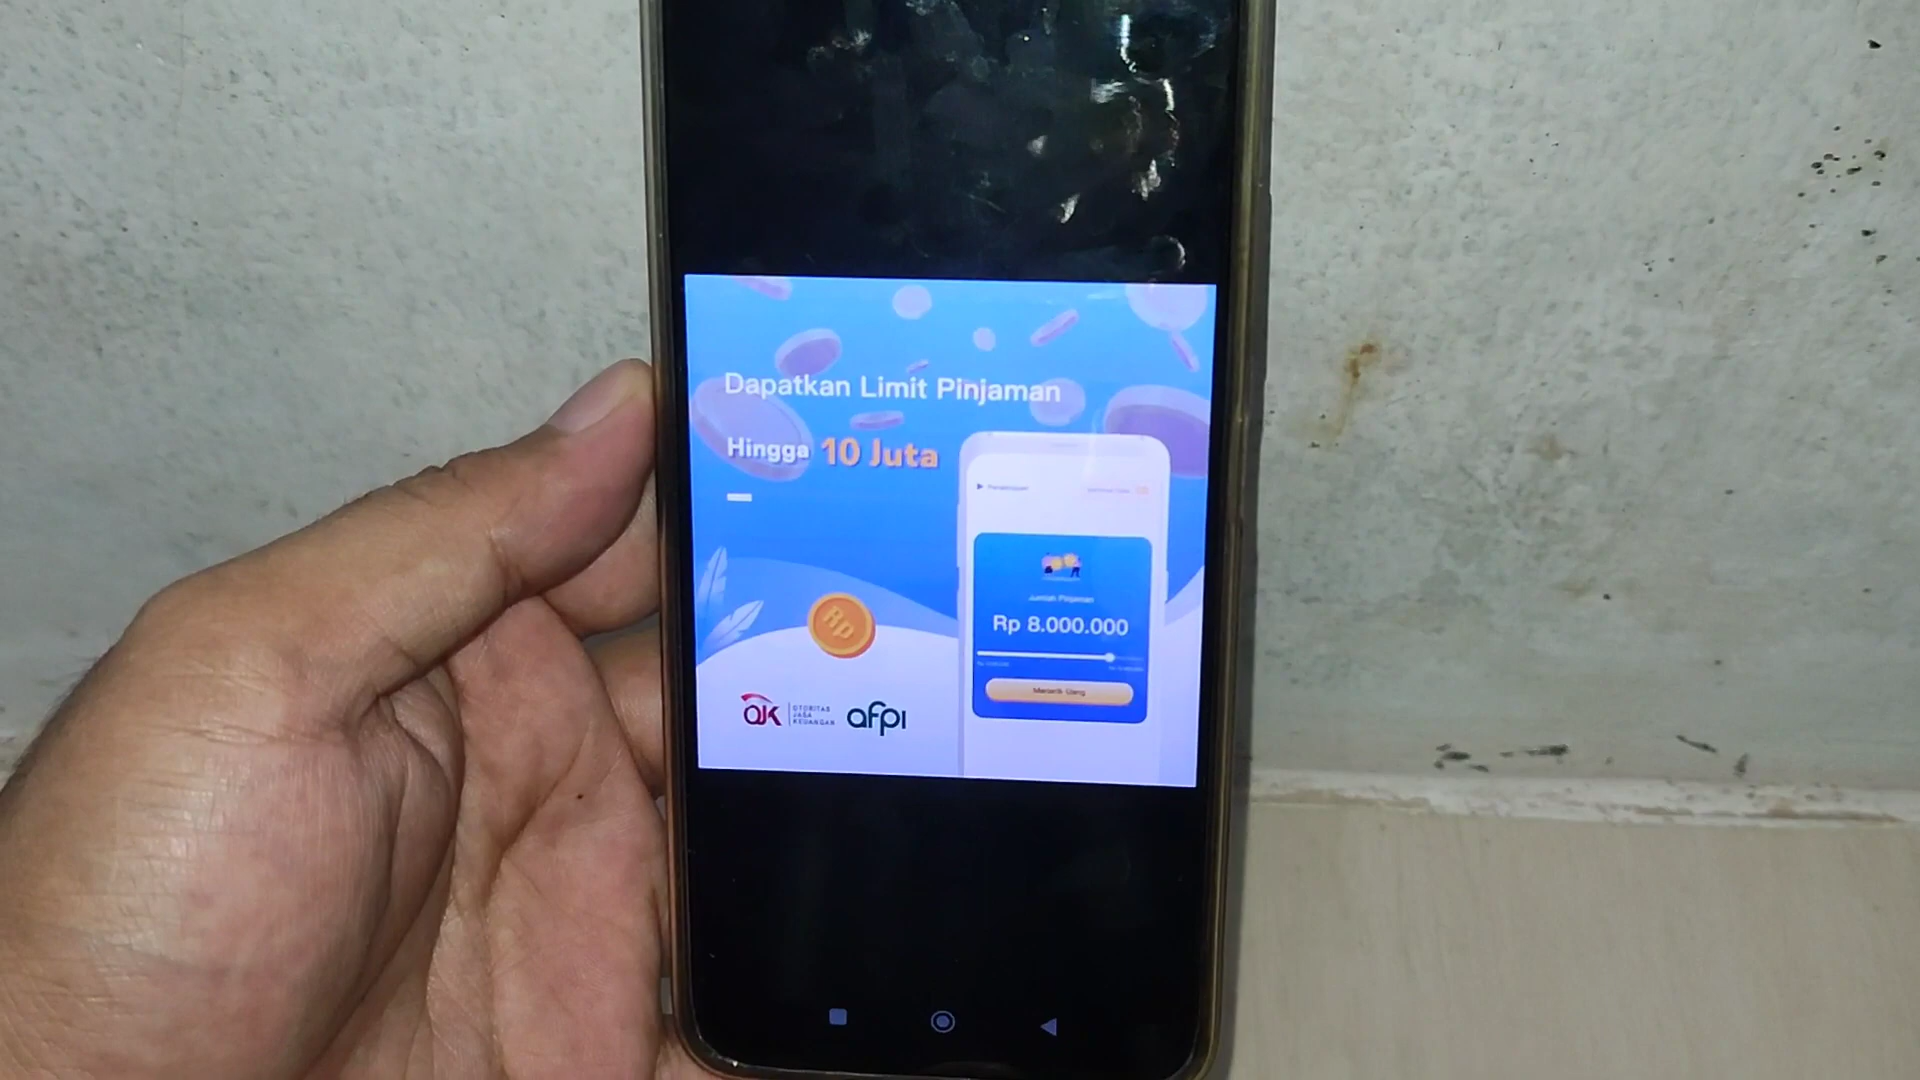 Dapatkan Limit Pinjaman
Hingga 10 Juta
Jumlah Pinjaman
Rp 8.000.000
Menarik Uang
Rp
OJK OTORITAS
JASA
KEUANGAN
afpi